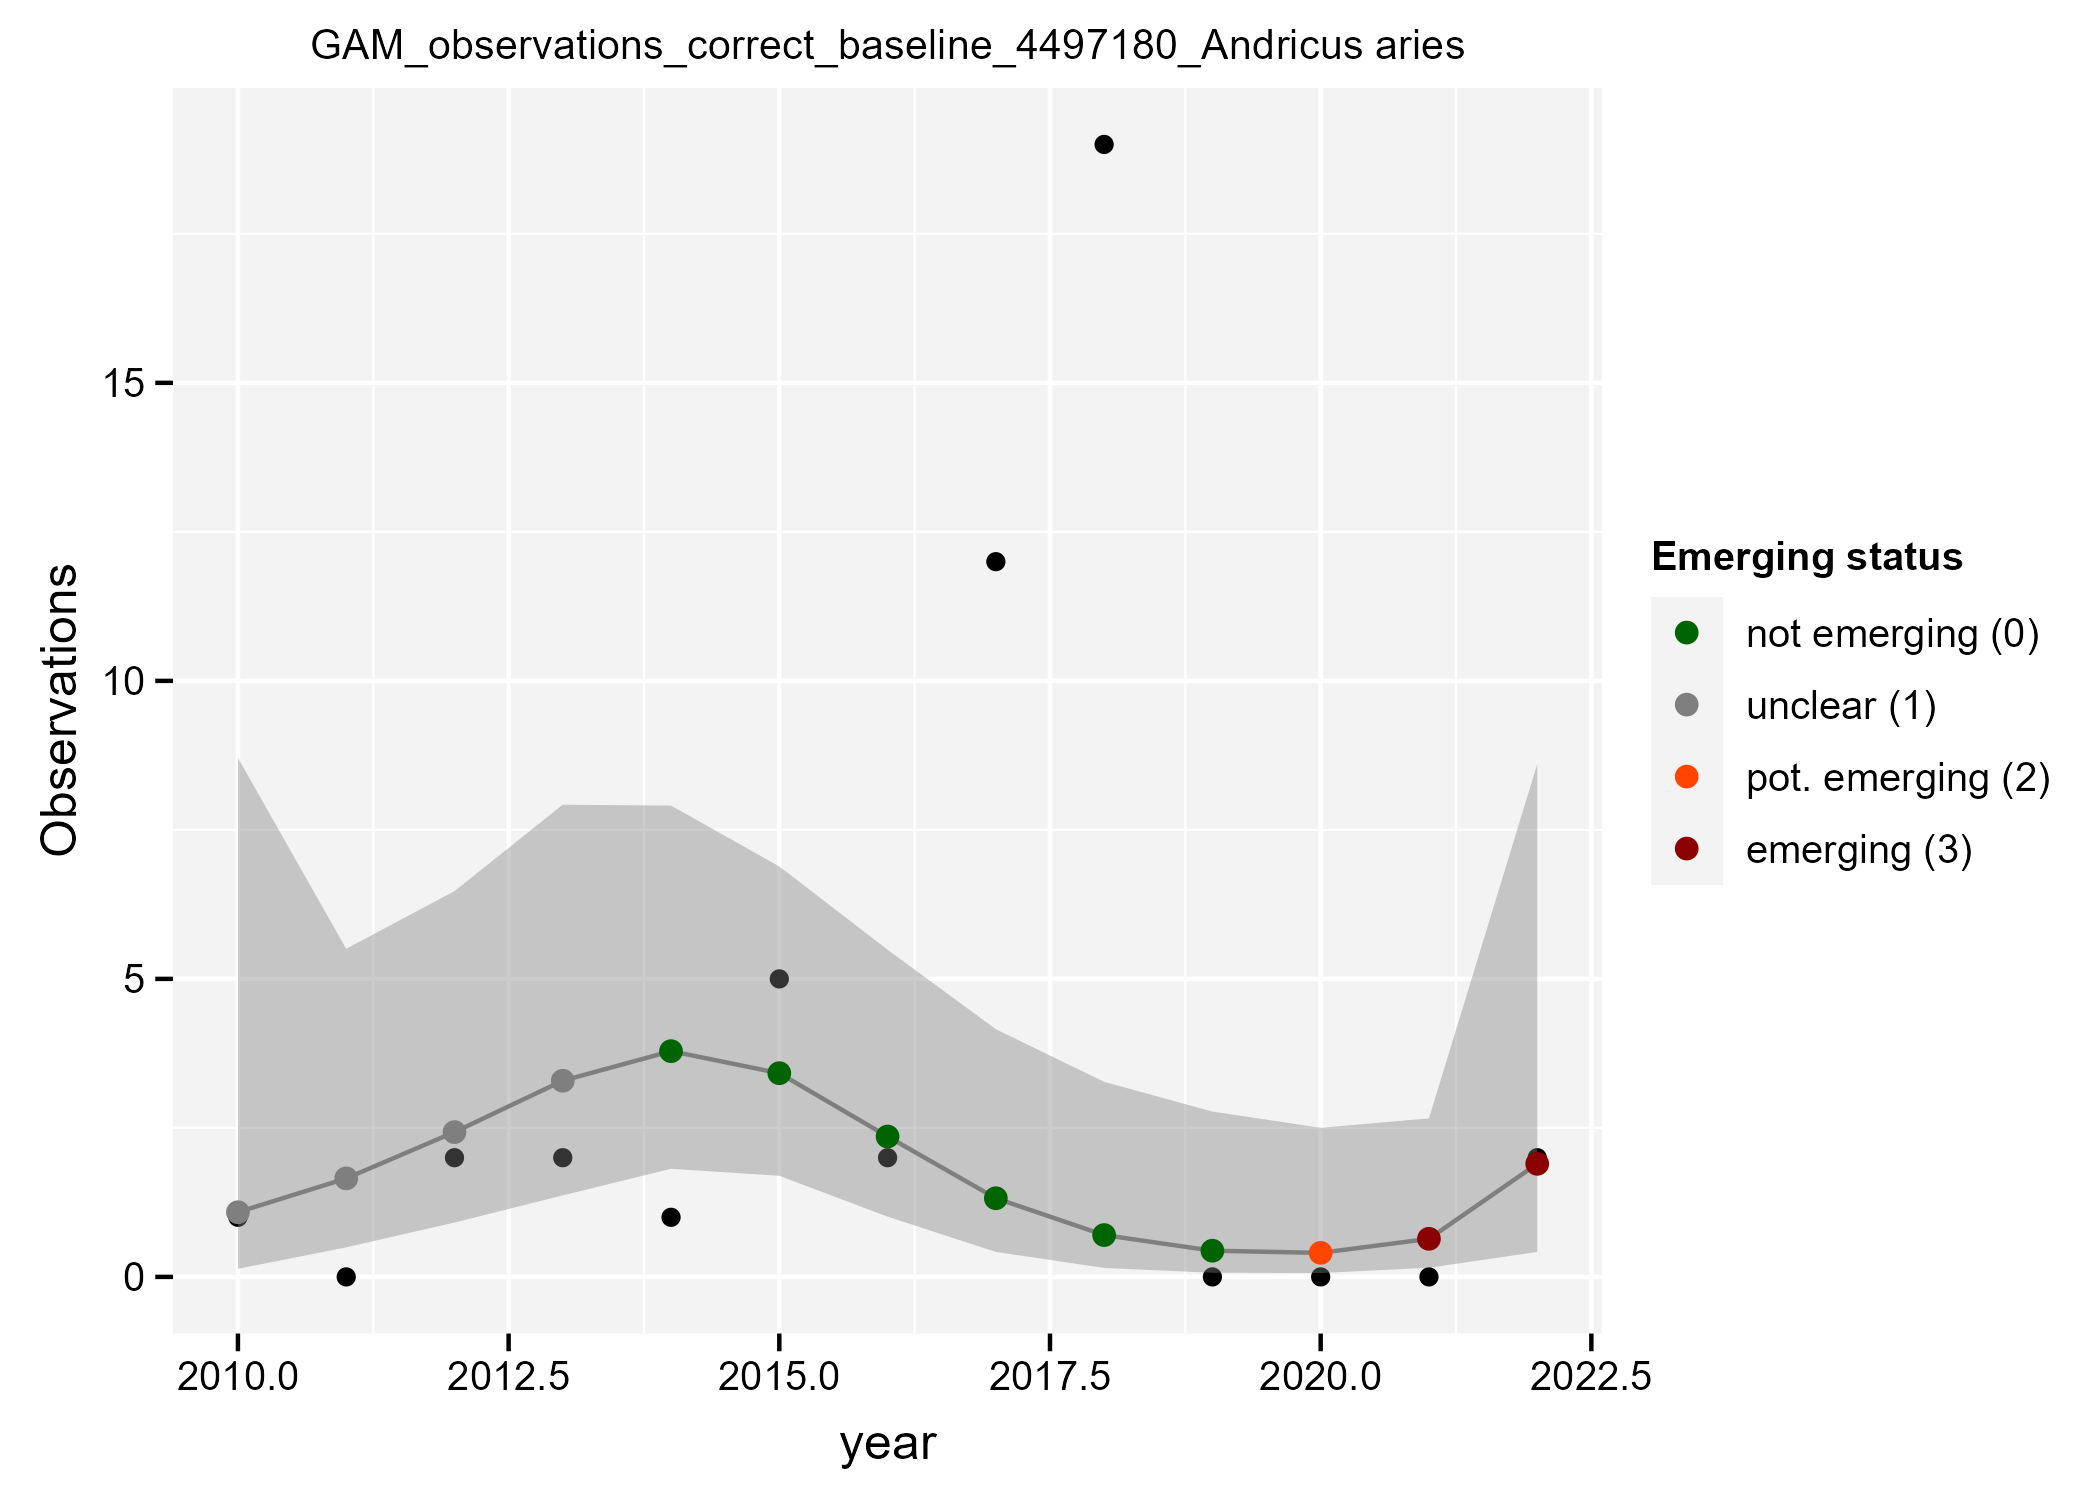 GAM_observations_correct_baseline_4497180_Andricus aries
Observations
15
10
5
0
2010.0 2012.5 2015.0 2017.5 2020.0 2022.5
year
Emerging status
not emerging (0)
unclear (1)
pot. emerging (2)
emerging (3)